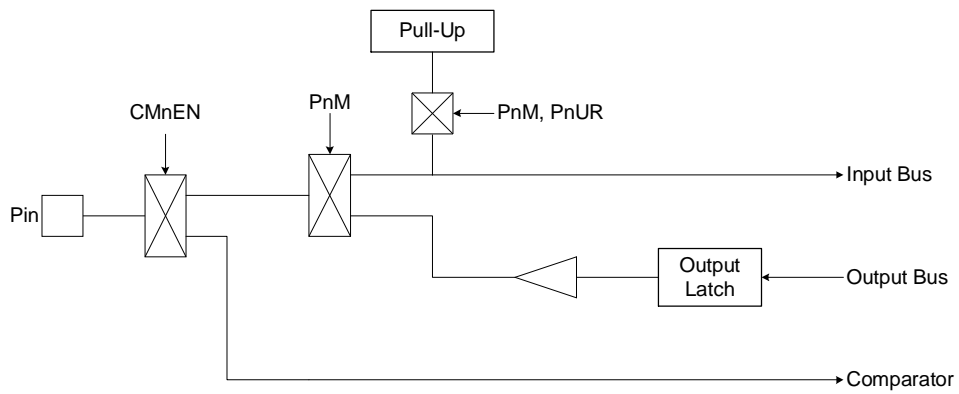 Pull-Up
CMnEN
PnM
PnM, PnUR
Input Bus
Pin
Output
Latch
Output Bus
Comparator